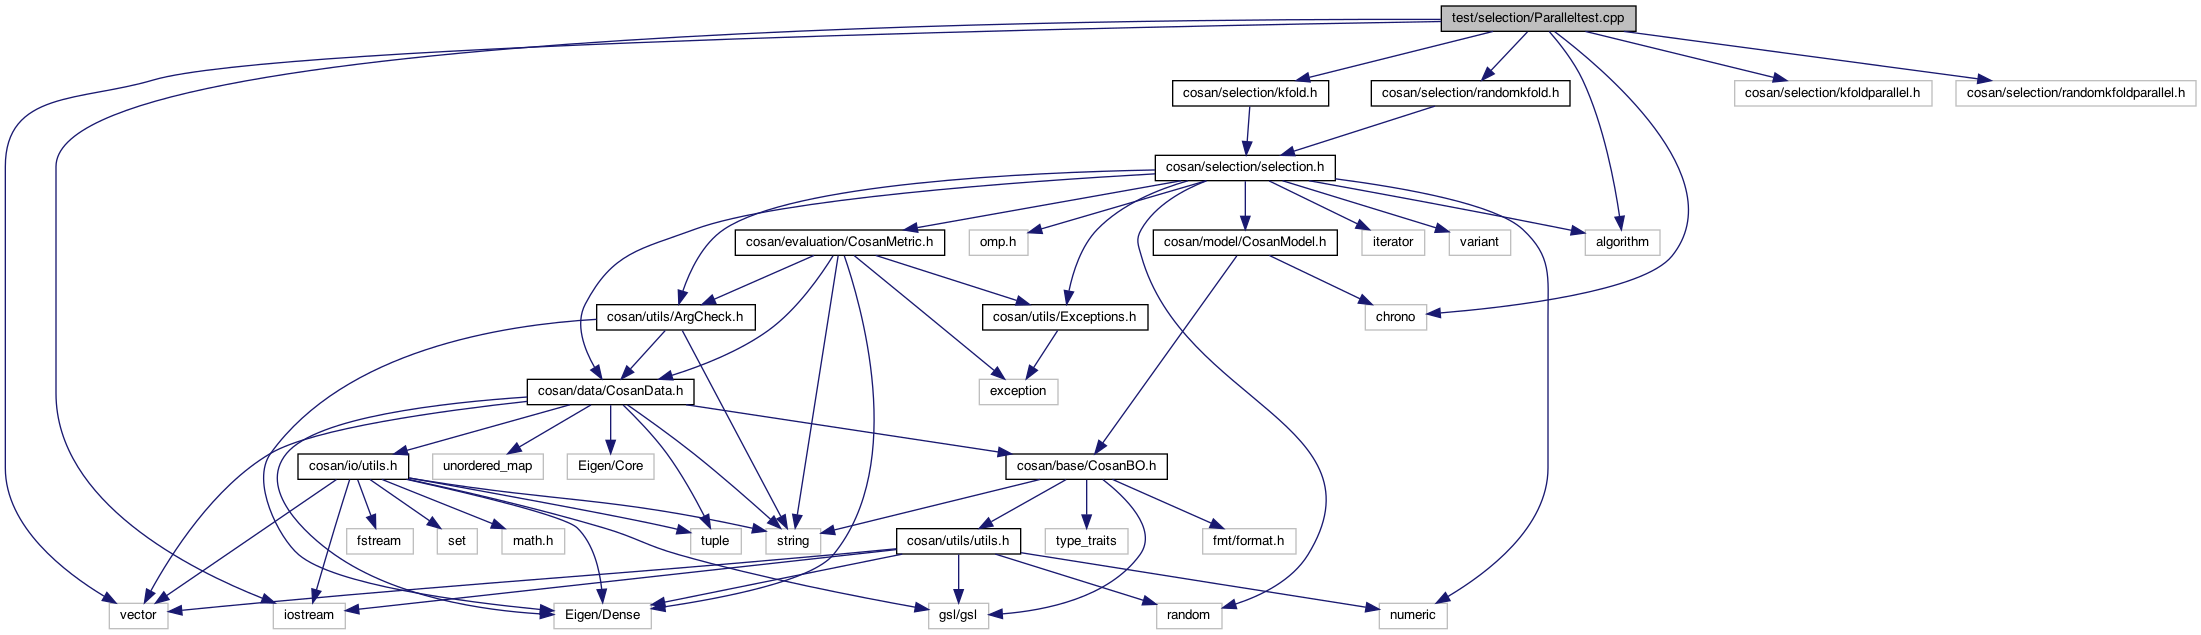 test/selection/Paralleltest.cpp
cosan/selection/kfold.h
cosan/selection/randomkfold.h
cosan/selection/kfoldparallel.h
cosan/selection/randomkfoldparallel.h
cosan/selection/selection.h
cosan/evaluation/CosanMetric.h
omp.h
cosan/model/CosanModel.h
iterator
variant
algorithm
cosan/utils/ArgCheck.h
cosan/utils/Exceptions.h
chrono
cosan/data/CosanData.h
exception
cosan/io/utils.h
unordered_map
Eigen/Core
cosan/base/CosanBO.h
fstream
set
math.h
tuple
string
cosan/utils/utils.h
type_traits
fmt/format.h
vector
iostream
Eigen/Dense
gsl/gsl
random
numeric